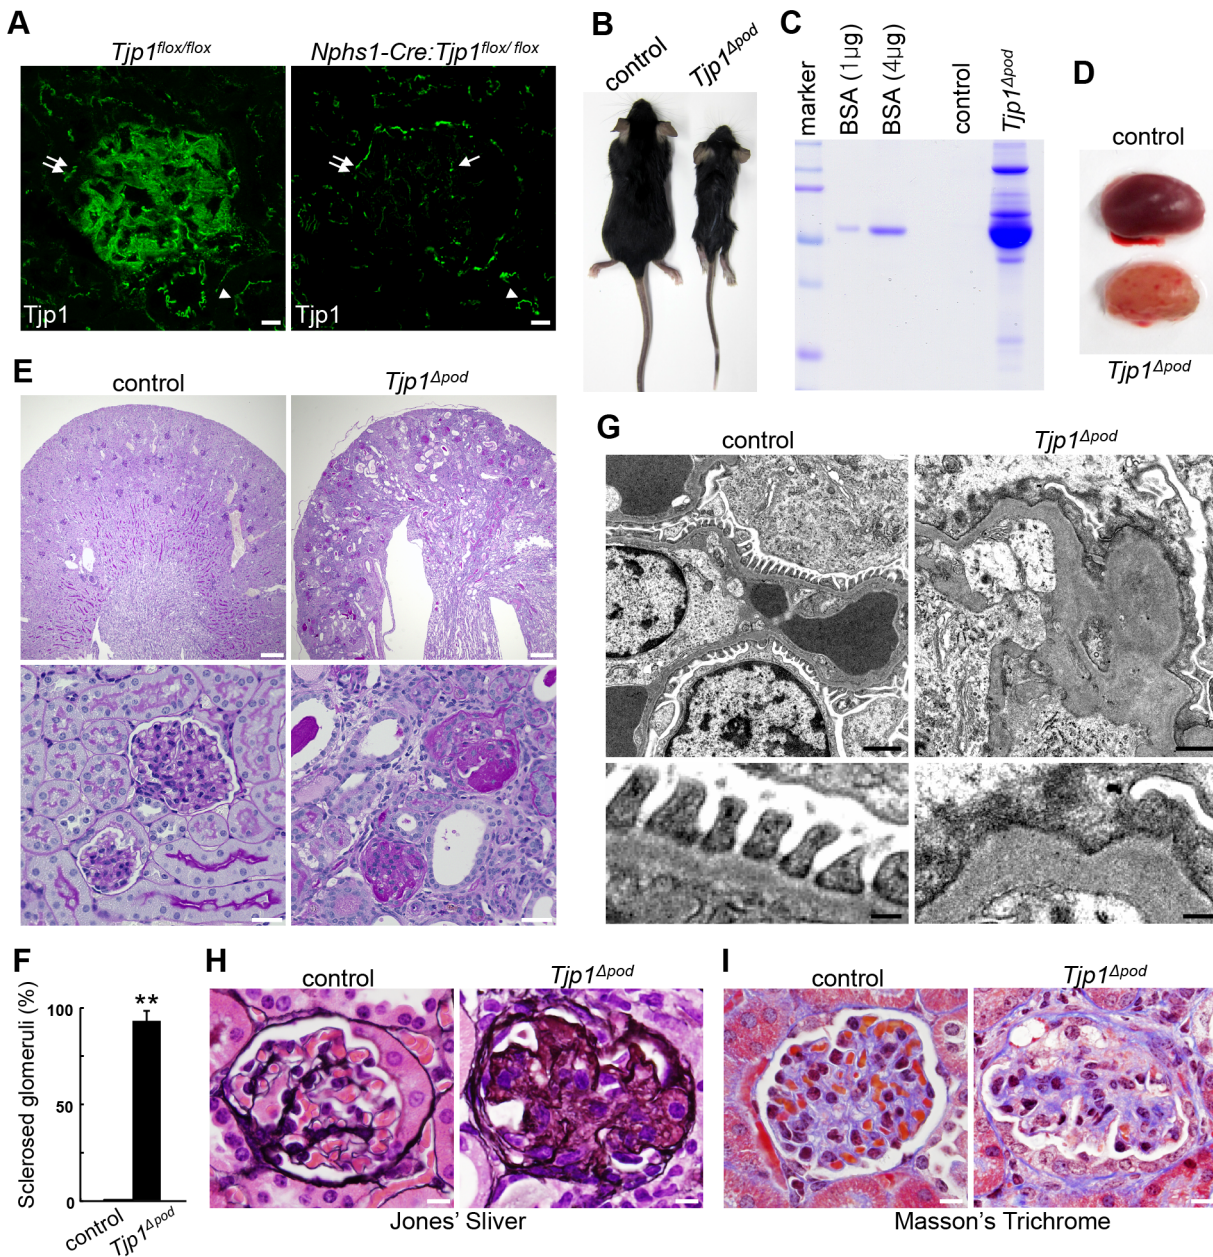 A
Tjp1flox/flox
Nphs1-Cre:Tjp1flox/ flox
Tjp1
Tjp1
B
control
Tjp1Δpod
C
marker
BSA (1μg)
BSA (4μg)
control
Tjp1Δpod
D
control
Tjp1Δpod
E
control
Tjp1Δpod
F
Sclerosed glomeruli (%)
100
**
50
0
control
Tjp1Δpod
G
control
Tjp1Δpod
H
control
Tjp1Δpod
Jones' Sliver
I
control
Tjp1Δpod
Masson's Trichrome